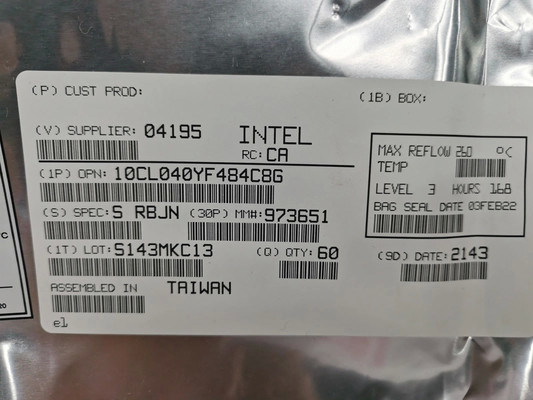 (P) CUST PROD:
(1B) BOX:
(V) SUPPLIER: 04195 INTEL
RC: CA
(1P) OPN: 10CL040YF484C8G
(S) SPEC: S RBJN (30P) MM#: 973651
(1T) LOT: S143MKC13 (Q) QTY: 60
(9D) DATE: 2143
ASSEMBLED IN TAIWAN
e1
MAX REFLOW 260 °C
TEMP
LEVEL 3 HOURS 168
BAG SEAL DATE 03FEB22